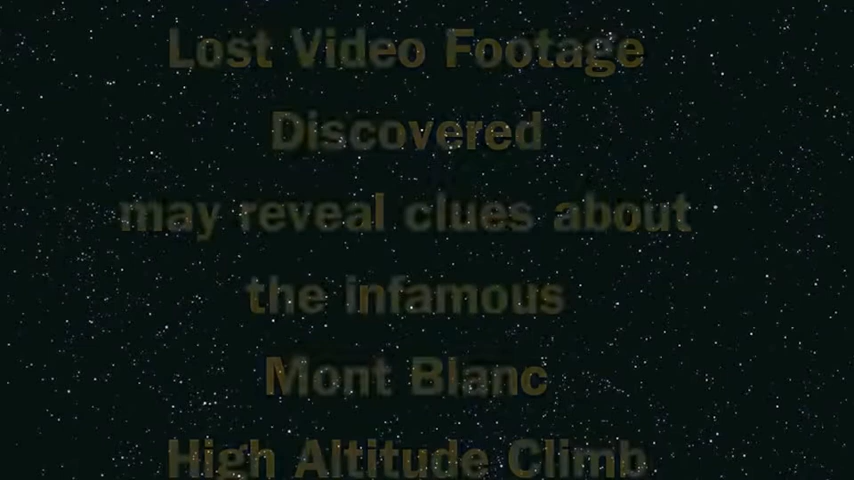 Lost Video Footage
Discovered
may reveal clues about
the infamous
Mont Blanc
High Altitude Climb